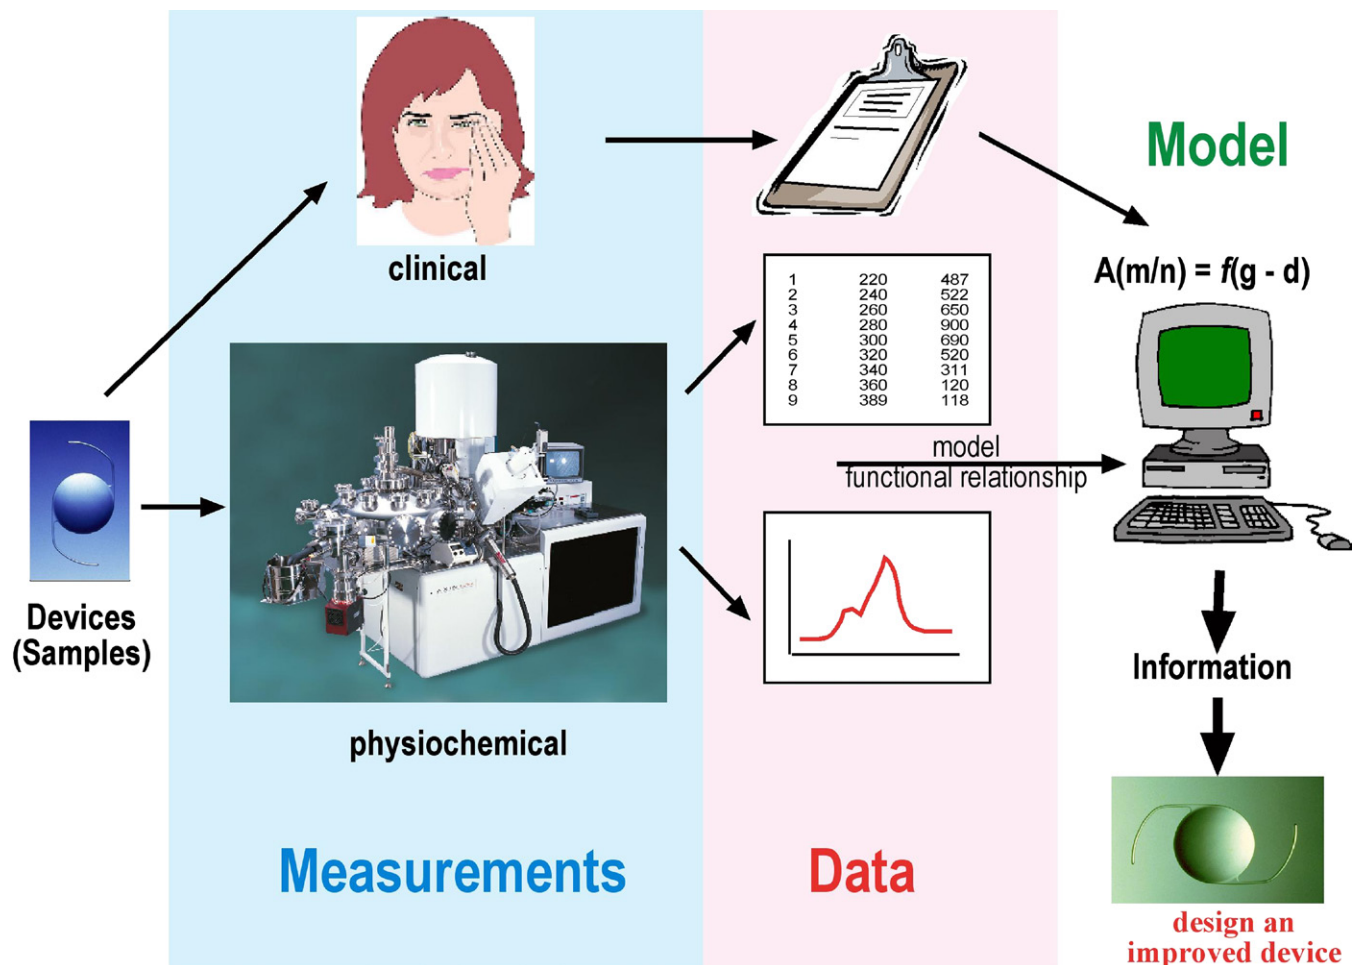 Model
clinical
A(m/n) = f(g - d)
1 220 487
2 240 522
3 260 650
4 280 900
5 300 690
6 320 520
7 340 311
8 360 120
9 389 118
model
functional relationship
Devices
(Samples)
physiochemical
Information
Measurements
Data
design an
improved device